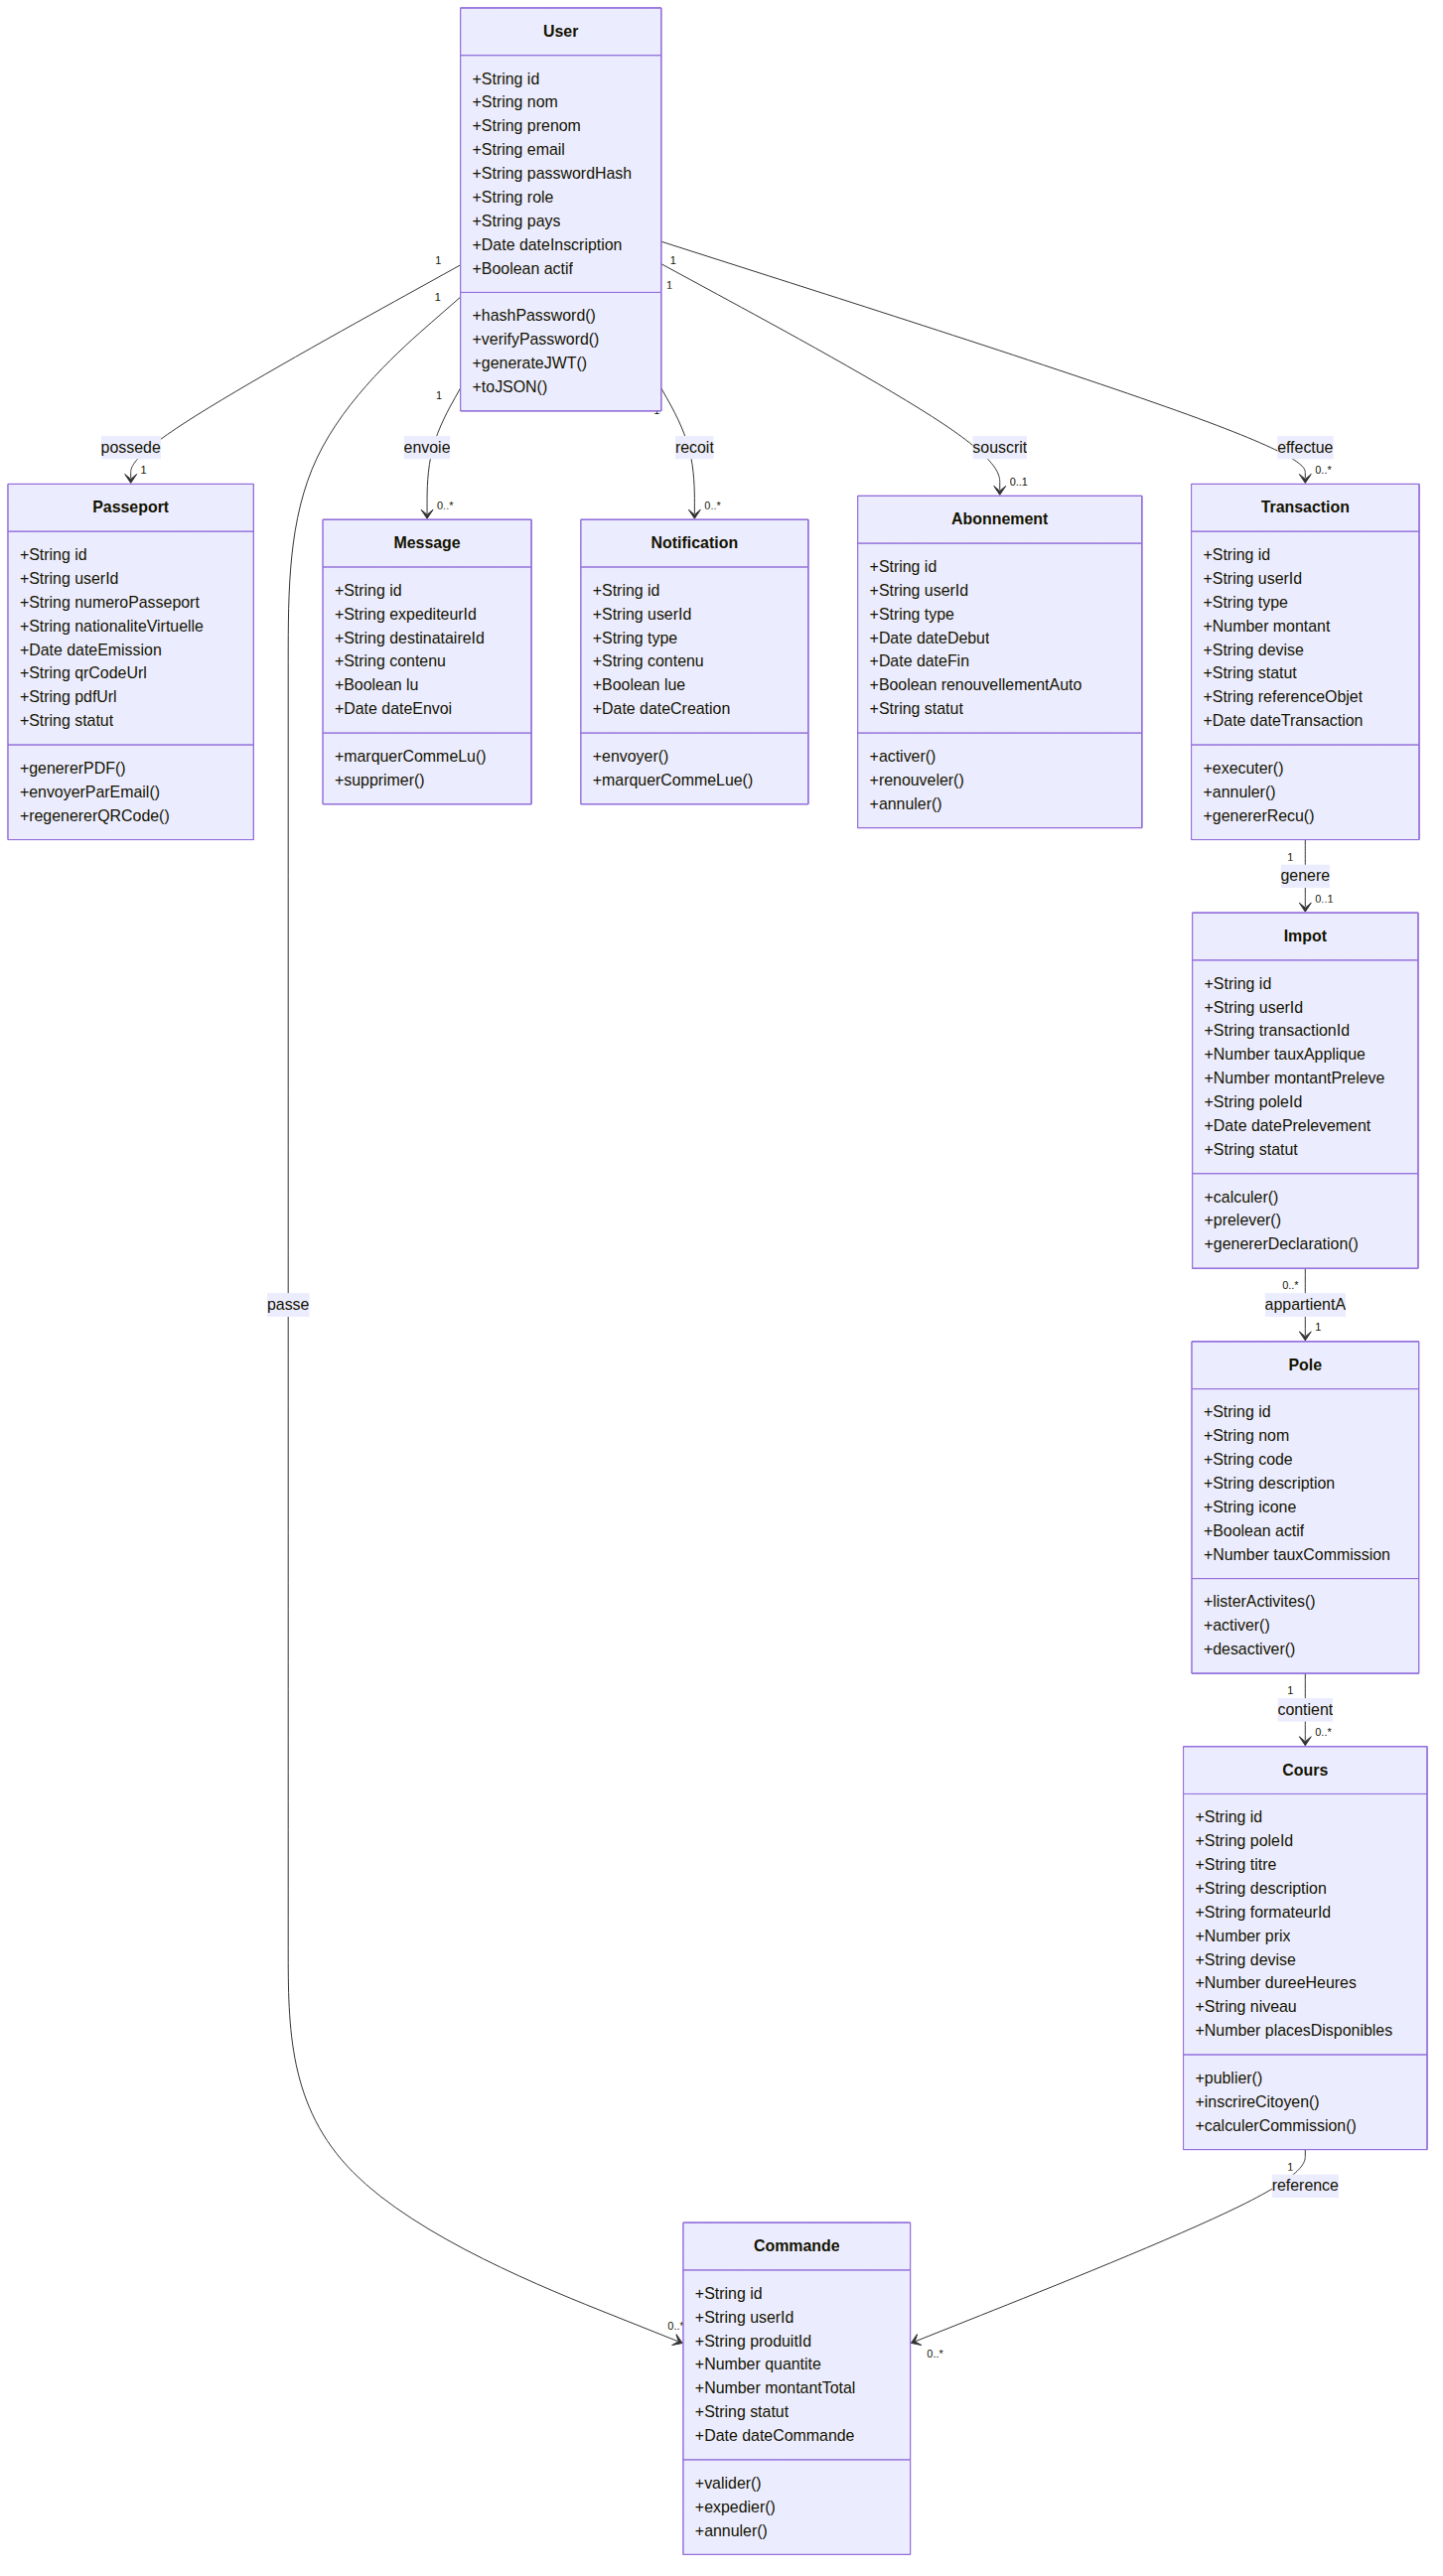 User
+String id
+String nom
+String prenom
+String email
+String passwordHash
+String role
+String pays
+Date dateInscription
+Boolean actif
+hashPassword()
+verifyPassword()
+generateJWT()
+toJSON()
1
1
1
1
1
1
1
possede
envoie
recoit
souscrit
effectue
1
0..*
0..*
0..1
0..*
Passeport
+String id
+String userId
+String numeroPasseport
+String nationaliteVirtuelle
+Date dateEmission
+String qrCodeUrl
+String pdfUrl
+String statut
+genererPDF()
+envoyerParEmail()
+regenererQRCode()
Message
+String id
+String expediteurId
+String destinataireId
+String contenu
+Boolean lu
+Date dateEnvoi
+marquerCommeLu()
+supprimer()
Notification
+String id
+String userId
+String type
+String contenu
+Boolean lue
+Date dateCreation
+envoyer()
+marquerCommeLue()
Abonnement
+String id
+String userId
+String type
+Date dateDebut
+Date dateFin
+Boolean renouvellementAuto
+String statut
+activer()
+renouveler()
+annuler()
Transaction
+String id
+String userId
+String type
+Number montant
+String devise
+String statut
+String referenceObjet
+Date dateTransaction
+executer()
+annuler()
+genererRecu()
1
genere
0..1
Impot
+String id
+String userId
+String transactionId
+Number tauxApplique
+Number montantPreleve
+String poleId
+Date datePrelevement
+String statut
+calculer()
+prelever()
+genererDeclaration()
0..*
passe
appartientA
1
Pole
+String id
+String nom
+String code
+String description
+String icone
+Boolean actif
+Number tauxCommission
+listerActivites()
+activer()
+desactiver()
1
contient
0..*
Cours
+String id
+String poleId
+String titre
+String description
+String formateurId
+Number prix
+String devise
+Number dureeHeures
+String niveau
+Number placesDisponibles
+publier()
+inscrireCitoyen()
+calculerCommission()
1
reference
0..*
0..*
Commande
+String id
+String userId
+String produitId
+Number quantite
+Number montantTotal
+String statut
+Date dateCommande
+valider()
+expedier()
+annuler()